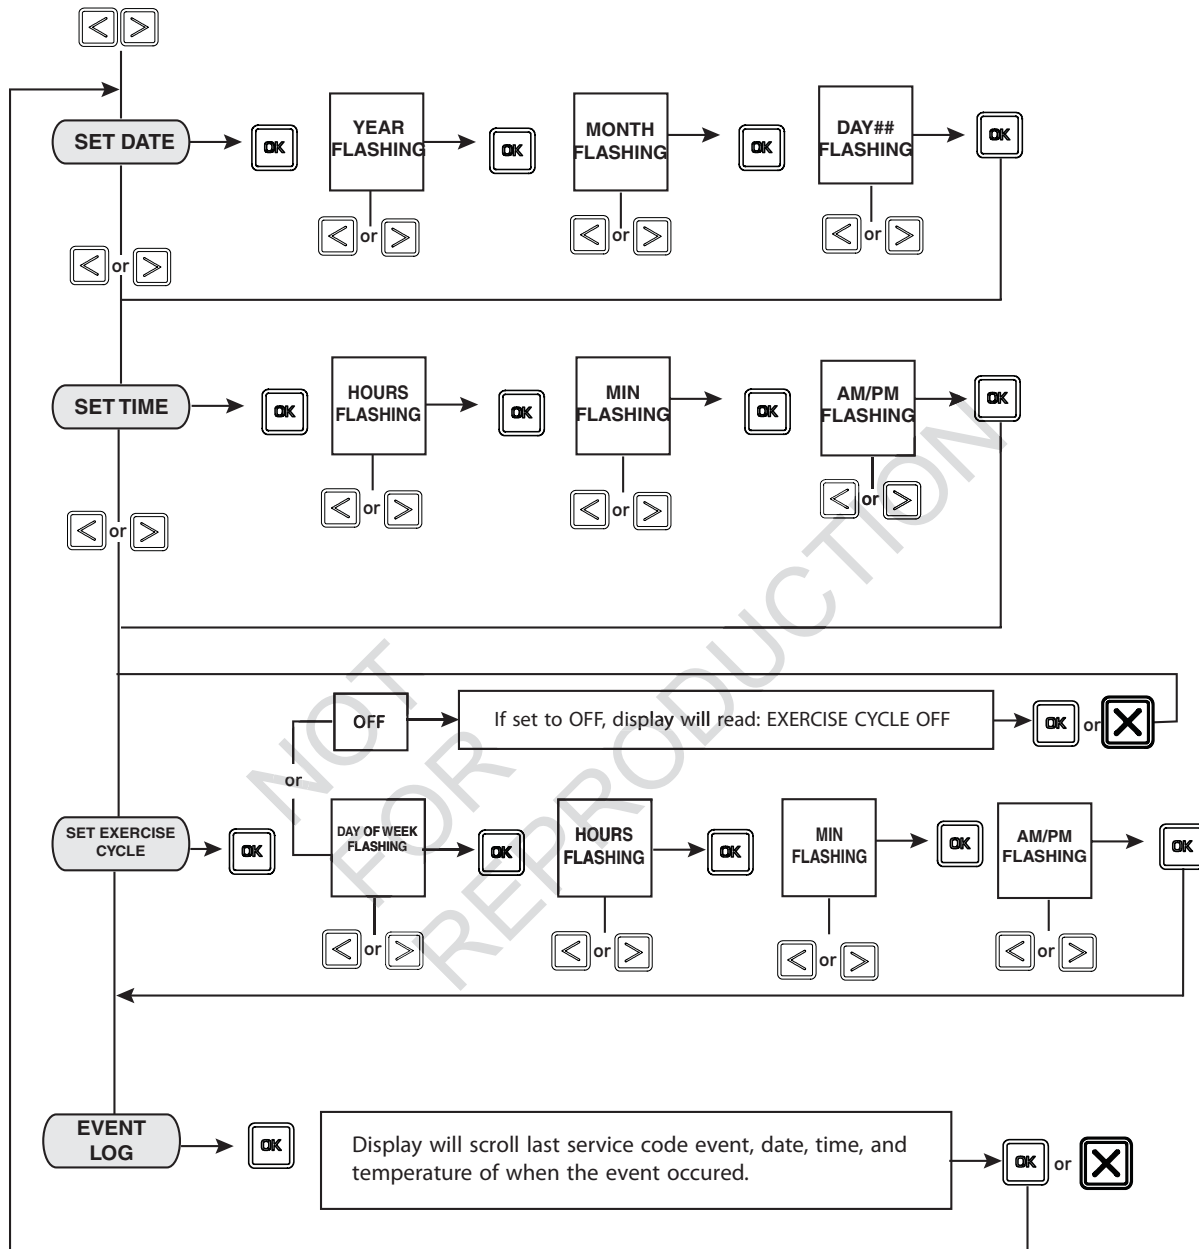 < >
SET DATE
OK
YEAR
FLASHING
OK
MONTH
FLASHING
OK
DAY##
FLASHING
OK
< or >
< or >
< or >
< or >
SET TIME
OK
HOURS
FLASHING
OK
MIN
FLASHING
OK
AM/PM
FLASHING
OK
< or >
< or >
< or >
< or >
OFF
If set to OFF, display will read: EXERCISE CYCLE OFF
OK or X
or
SET EXERCISE
CYCLE
OK
DAY OF WEEK
FLASHING
OK
HOURS
FLASHING
OK
MIN
FLASHING
OK
AM/PM
FLASHING
OK
< or >
< or >
< or >
< or >
EVENT
LOG
OK
Display will scroll last service code event, date, time, and
temperature of when the event occured.
OK or X
NOT
FOR
REPRODUCTION